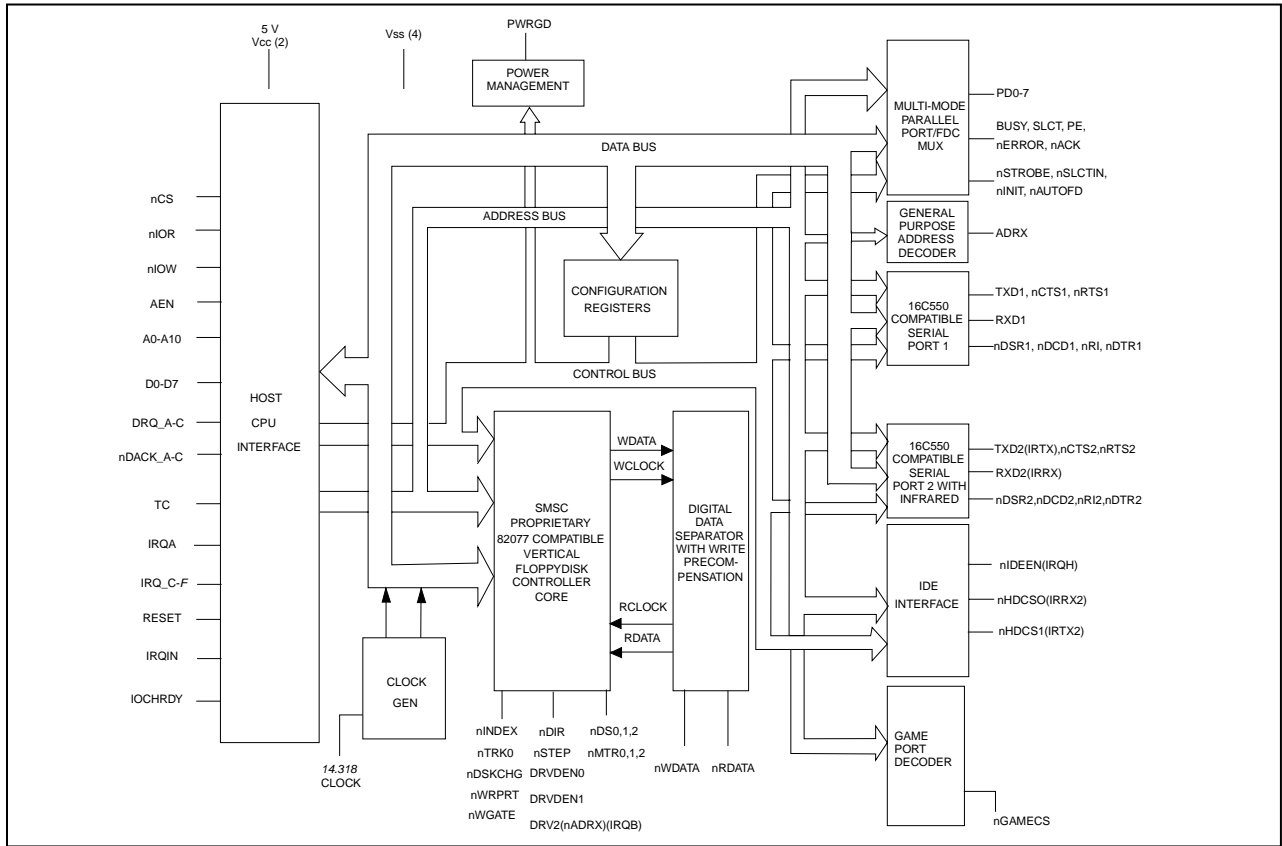 5 V
Vcc (2)
Vss (4)
PWRGD
POWER
MANAGEMENT
DATA BUS
ADDRESS BUS
CONFIGURATION
REGISTERS
CONTROL BUS
nCS
nIOR
nIOW
AEN
A0-A10
D0-D7
DRQ_A-C
nDACK_A-C
TC
IRQA
IRQ_C-F
RESET
IRQIN
IOCHRDY
HOST
CPU
INTERFACE
CLOCK
GEN
14.318
CLOCK
SMSC
PROPRIETARY
82077 COMPATIBLE
VERTICAL
FLOPPYDISK
CONTROLLER
CORE
WDATA
WCLOCK
RCLOCK
RDATA
DIGITAL
DATA
SEPARATOR
WITH WRITE
PRECOM-
PENSATION
nINDEX
nTRK0
nDSKCHG
nWRPRT
nWGATE
nDIR
nSTEP
DRVDEN0
DRVDEN1
DRV2(nADRX)(IRQB)
nDS0,1,2
nMTR0,1,2
nWDATA
nRDATA
MULTI-MODE
PARALLEL
PORT/FDC
MUX
PD0-7
BUSY, SLCT, PE,
nERROR, nACK
nSTROBE, nSLCTIN,
nINIT, nAUTOFD
GENERAL
PURPOSE
ADDRESS
DECODER
ADRX
16C550
COMPATIBLE
SERIAL
PORT 1
TXD1, nCTS1, nRTS1
RXD1
nDSR1, nDCD1, nRI, nDTR1
16C550
COMPATIBLE
SERIAL
PORT 2 WITH
INFRARED
TXD2(IRTX),nCTS2,nRTS2
RXD2(IRRX)
nDSR2,nDCD2,nRI2,nDTR2
IDE
INTERFACE
nIDEEN(IRQH)
nHDCSO(IRRX2)
nHDCS1(IRTX2)
GAME
PORT
DECODER
nGAMECS